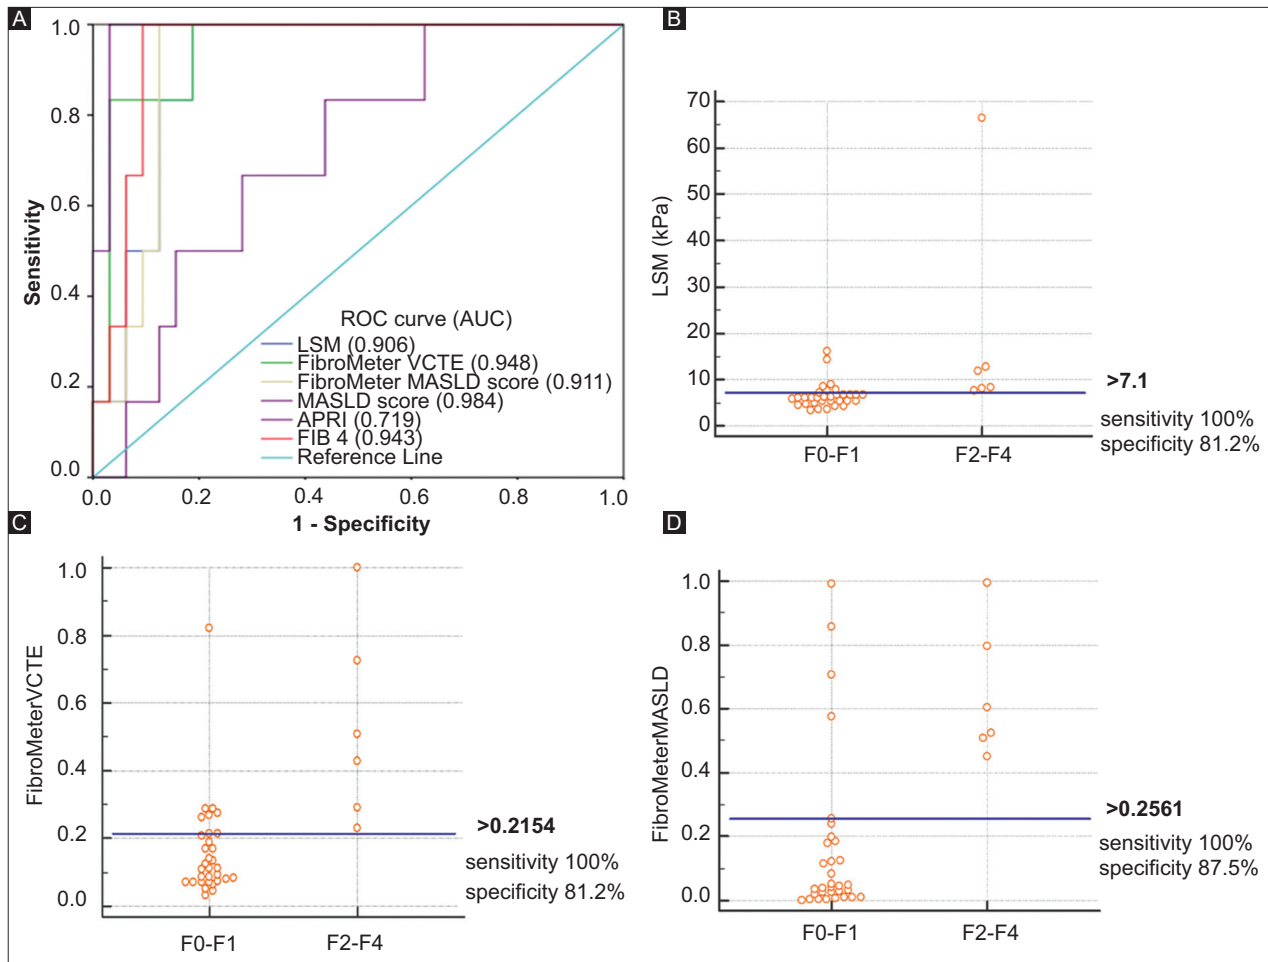 A
1.0
0.8
0.6
0.4
0.2
0.0
Sensitivity
ROC curve (AUC)
LSM (0.906)
FibroMeter VCTE (0.948)
FibroMeter MASLD score (0.911)
MASLD score (0.984)
APRI (0.719)
FIB 4 (0.943)
Reference Line
0.0 0.2 0.4 0.6 0.8 1.0
1 - Specificity
B
70
60
50
40
30
20
10
0
LSM (kPa)
F0-F1 F2-F4
>7.1
sensitivity 100%
specificity 81.2%
C
1.0
0.8
0.6
0.4
0.2
0.0
FibroMeterVCTE
F0-F1 F2-F4
>0.2154
sensitivity 100%
specificity 81.2%
D
1.0
0.8
0.6
0.4
0.2
0.0
FibroMeterMASLD
F0-F1 F2-F4
>0.2561
sensitivity 100%
specificity 87.5%